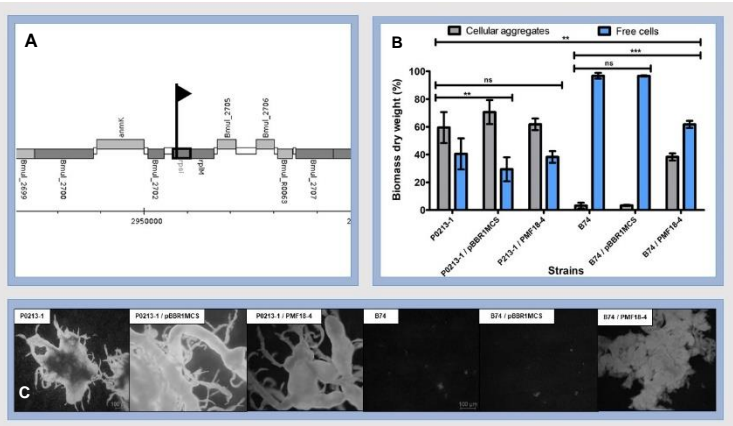 A
anmK
Bmul_2705
Bmul_2706
Bmul_2699
Bmul_2700
Bmul_2702
rpsI
rplM
Bmul_R0063
Bmul_2707
2950000
2
B
Cellular aggregates
Free cells
**
***
ns
ns
**
Biomass dry weight (%)
100
80
60
40
20
0
P0213-1
P0213-1 / pBBR1MCS
P213-1 / PMF18-4
B74
B74 / pBBR1MCS
B74 / PMF18-4
Strains
P0213-1
P0213-1 / pBBR1MCS
P0213-1 / PMF18-4
B74
B74 / pBBR1MCS
B74 / PMF18-4
C
100 µm